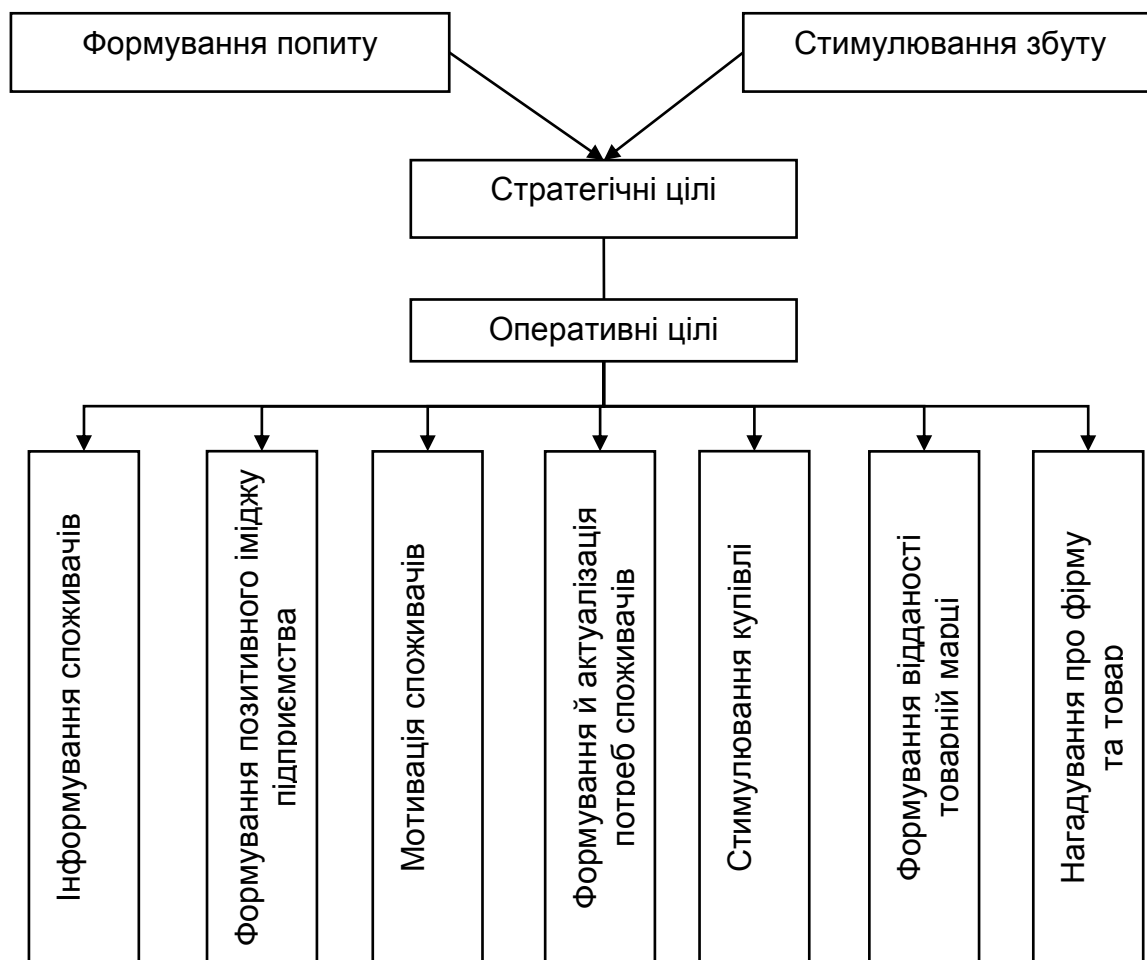 Формування попиту
Стимулювання збуту
Стратегічні цілі
Оперативні цілі
Інформування споживачів
Формування позитивного іміджу
підприємства
Мотивація споживачів
Формування й актуалізація
потреб споживачів
Стимулювання купівлі
Формування відданості
товарній марці
Нагадування про фірму
та товар